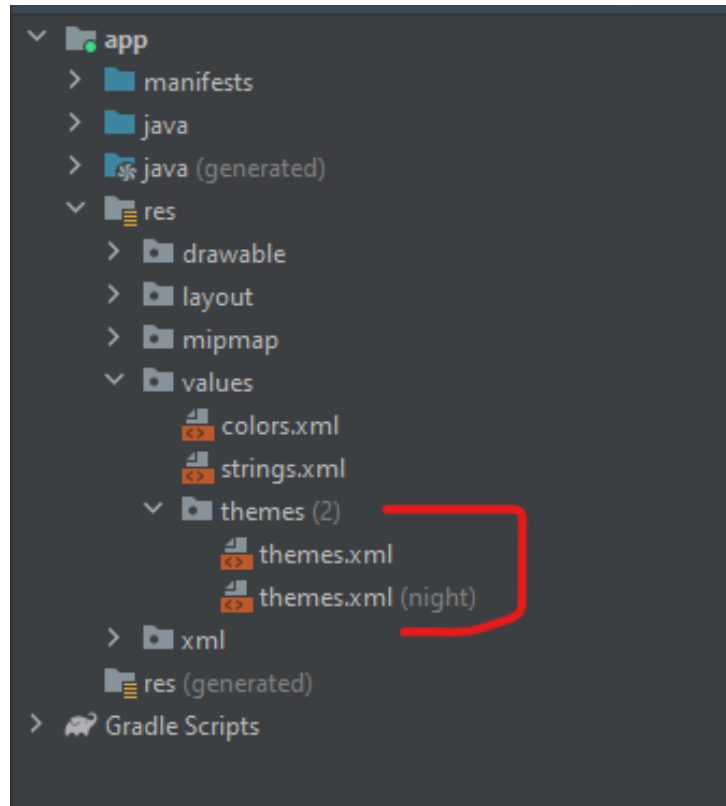 app
manifests
java
java (generated)
res
drawable
layout
mipmap
values
colors.xml
strings.xml
themes (2)
themes.xml
themes.xml (night)
xml
res (generated)
Gradle Scripts